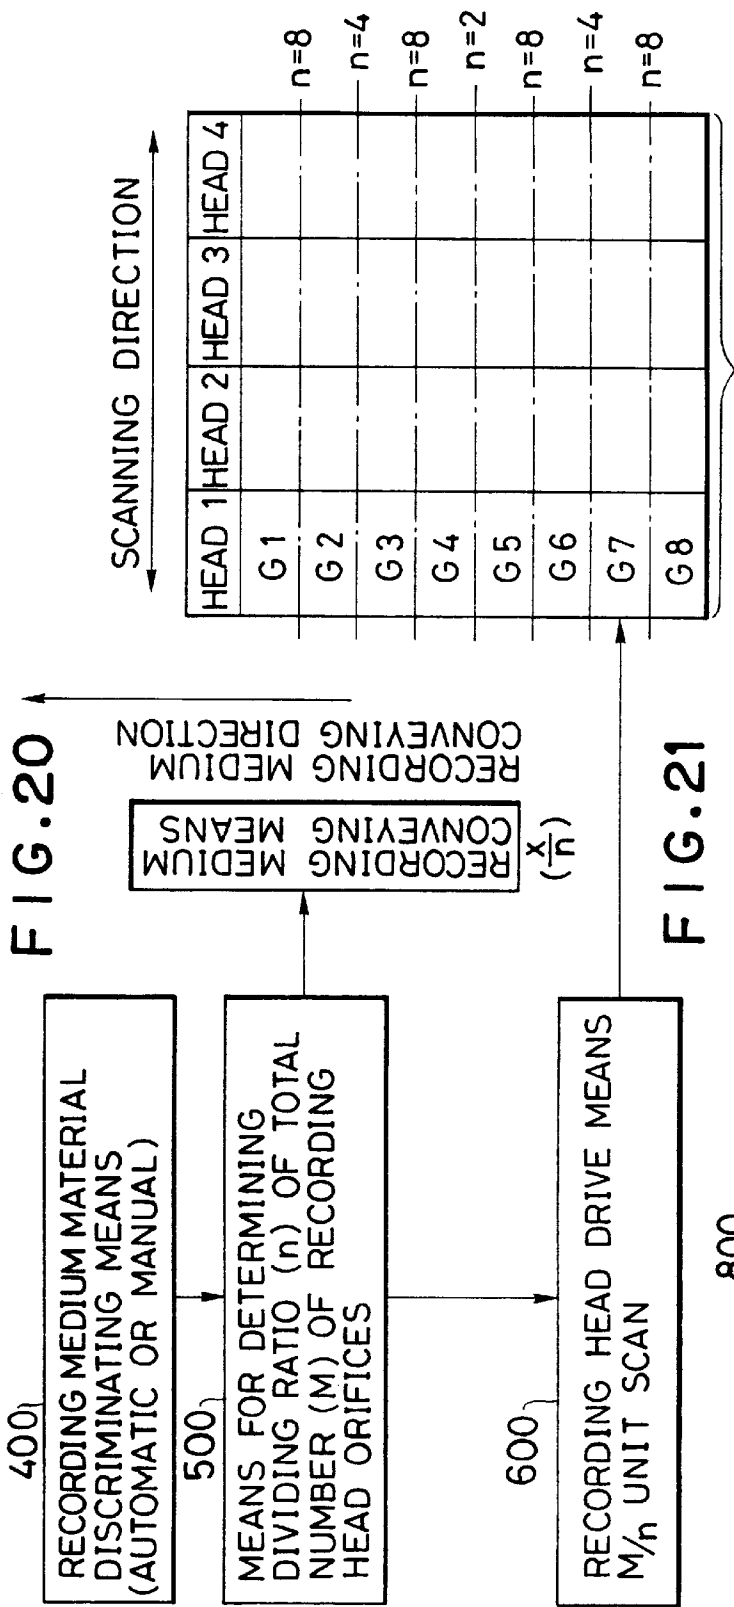 FIG.20
400
RECORDING MEDIUM MATERIAL
DISCRIMINATING MEANS
(AUTOMATIC OR MANUAL)
500
MEANS FOR DETERMINING
DIVIDING RATIO (n) OF TOTAL
NUMBER (M) OF RECORDING
HEAD ORIFICES
RECORDING MEDIUM
CONVEYING MEANS
(x/n)
RECORDING MEDIUM
CONVEYING DIRECTION
600
RECORDING HEAD DRIVE MEANS
M/n UNIT SCAN
SCANNING DIRECTION
HEAD 1 HEAD 2 HEAD 3 HEAD 4
G1
n=8
G2
n=4
G3
n=8
G4
n=2
G5
n=8
G6
n=4
G7
n=8
G8
FIG.21
800